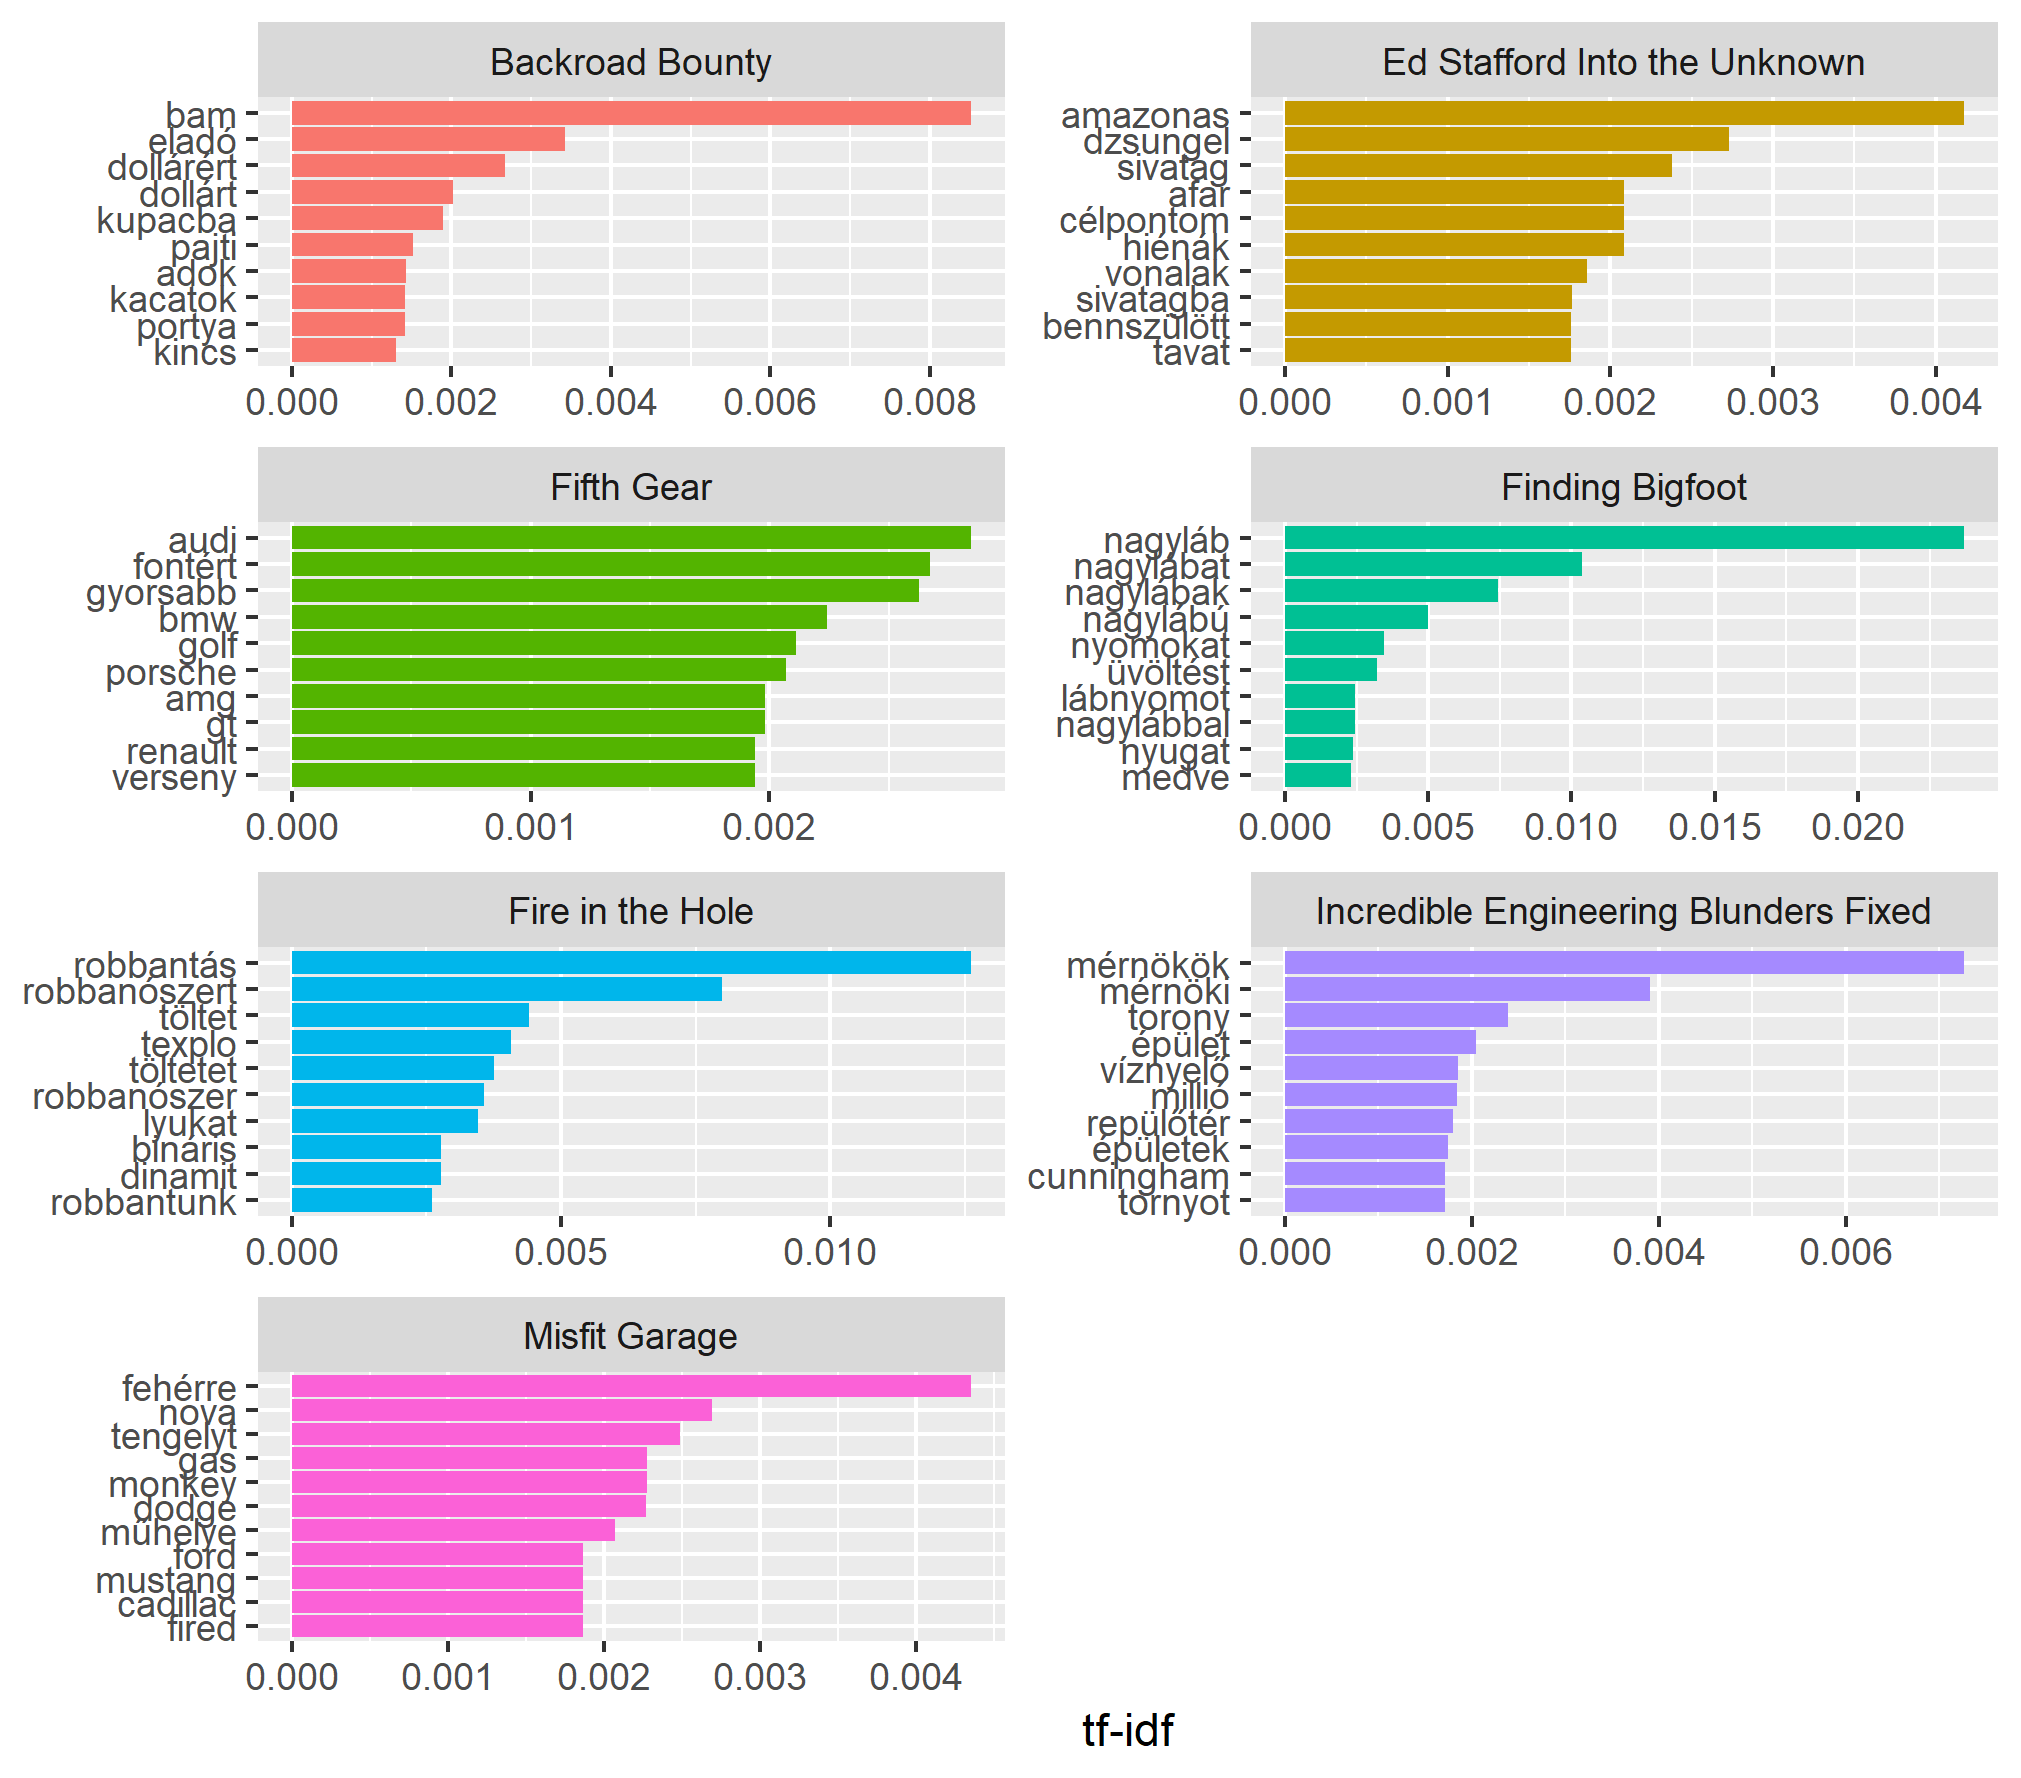 Backroad Bounty
bam
eladó
dollárért
dollárt
kupacba
pajti
adok
kacatok
portya
kincs
0.000 0.002 0.004 0.006 0.008
Ed Stafford Into the Unknown
amazonas
dzsungel
sivatag
afar
célpontom
hiénák
vonalak
sivatagba
bennszülött
tavat
0.000 0.001 0.002 0.003 0.004
Fifth Gear
audi
fontért
gyorsabb
bmw
golf
porsche
amg
gt
renault
verseny
0.000 0.001 0.002
Finding Bigfoot
nagyláb
nagylábat
nagylábak
nagylábú
nyomokat
üvöltést
lábnyomot
nagylábbal
nyugat
medve
0.000 0.005 0.010 0.015 0.020
Fire in the Hole
robbantás
robbanószert
töltet
texplo
töltetet
robbanószer
lyukat
bináris
dinamit
robbantunk
0.000 0.005 0.010
Incredible Engineering Blunders Fixed
mérnökök
mérnöki
torony
épület
víznyelő
millió
repülőtér
épületek
cunningham
tornyot
0.000 0.002 0.004 0.006
Misfit Garage
fehérre
nova
tengelyt
gas
monkey
dodge
műhelye
ford
mustang
cadillac
fired
0.000 0.001 0.002 0.003 0.004
tf-idf